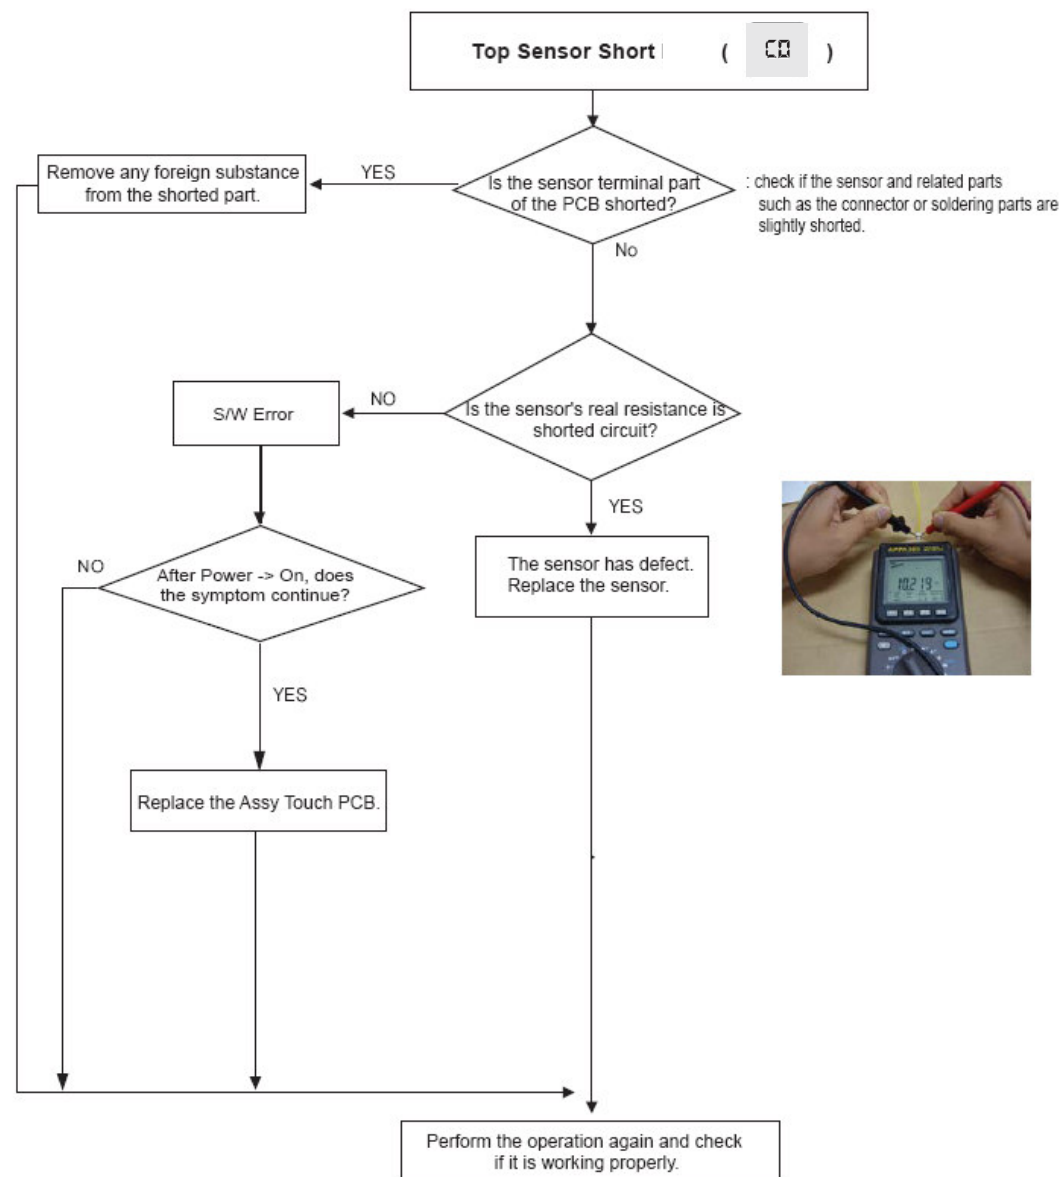 Top Sensor Short ( C0 )
Remove any foreign substance
from the shorted part.
YES
Is the sensor terminal part
of the PCB shorted?
: check if the sensor and related parts
such as the connector or soldering parts are
slightly shorted.
No
S/W Error
NO
Is the sensor's real resistance is
shorted circuit?
YES
NO
After Power -> On, does
the symptom continue?
The sensor has defect.
Replace the sensor.
10.219
YES
Replace the Assy Touch PCB.
Perform the operation again and check
if it is working properly.